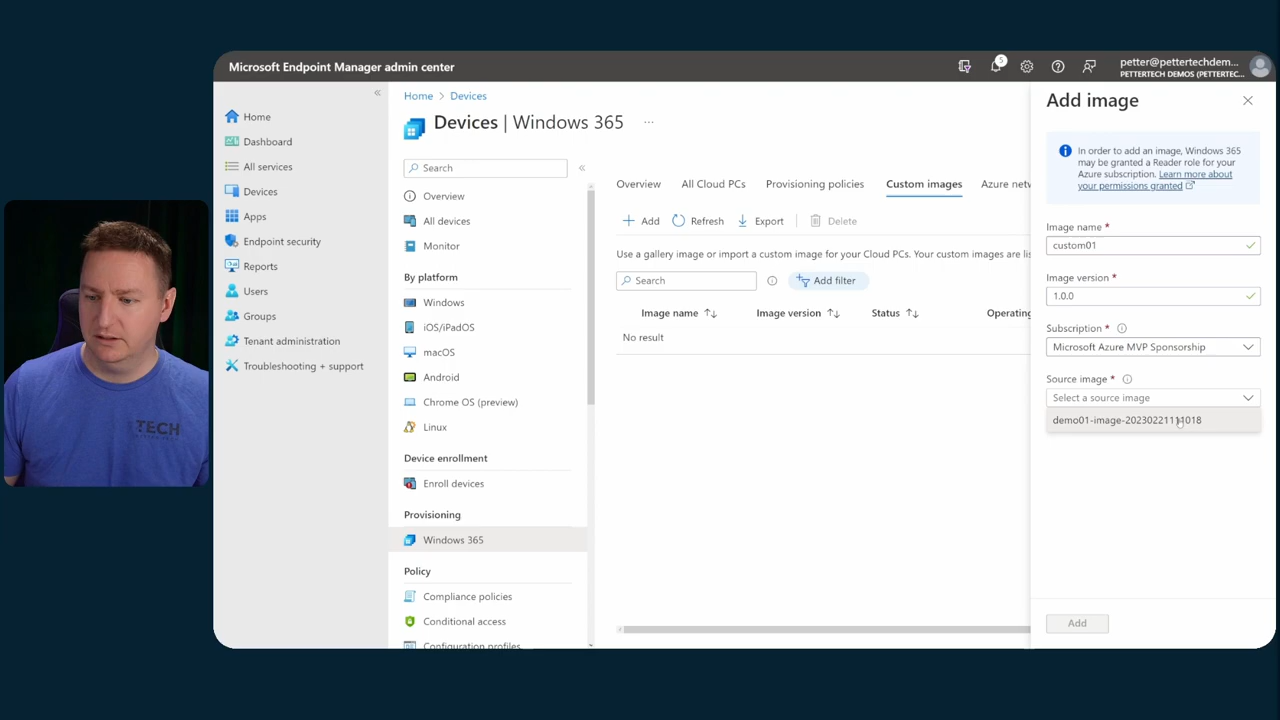 Microsoft Endpoint Manager admin center
5
petter@pettertechdem...
PETTERTECH DEMOS (PETTERTEC...
Home
Dashboard
All services
Devices
Apps
Endpoint security
Reports
Users
Groups
Tenant administration
Troubleshooting + support
Home > Devices
Devices | Windows 365
...
Search
Overview
All devices
Monitor
By platform
Windows
iOS/iPadOS
macOS
Android
Chrome OS (preview)
Linux
Device enrollment
Enroll devices
Provisioning
Windows 365
Policy
Compliance policies
Conditional access
Configuration profiles
Overview
All Cloud PCs
Provisioning policies
Custom images
Azure netw
Add
Refresh
Export
Delete
Use a gallery image or import a custom image for your Cloud PCs. Your custom images are lis
Search
Add filter
Image name
Image version
Status
Operating
No result
Add image
In order to add an image, Windows 365
may be granted a Reader role for your
Azure subscription. Learn more about
your permissions granted
Image name *
custom01
Image version *
1.0.0
Subscription *
Microsoft Azure MVP Sponsorship
Source image *
Select a source image
demo01-image-20230221111018
Add
TECH